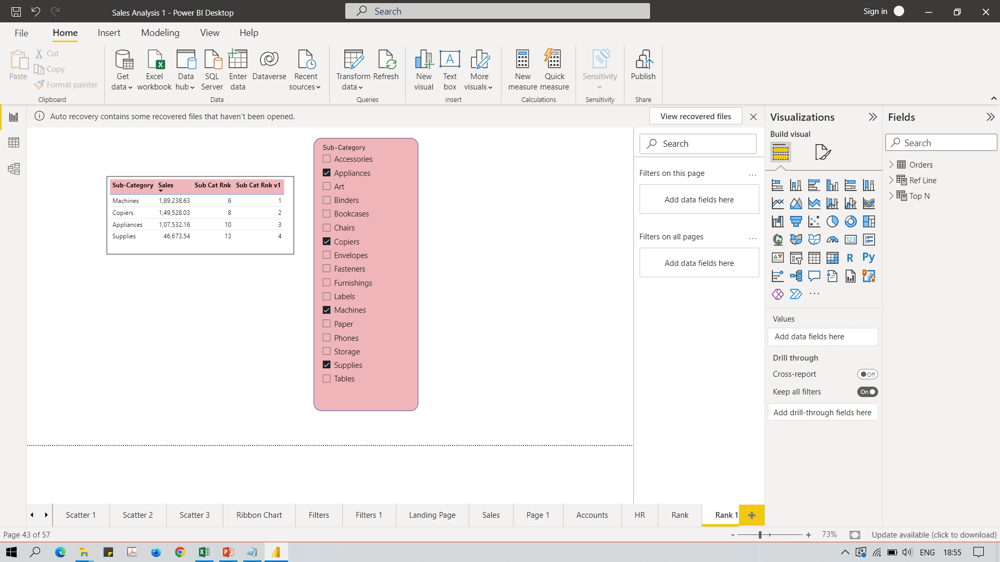 Sales Analysis 1 - Power BI Desktop
Search
Sign in
File Home Insert Modeling View Help
Paste
Cut
Copy
Format painter
Clipboard
Get data
Excel workbook
Data hub
SQL Server
Enter data
Dataverse
Recent sources
Data
Transform data
Refresh
Queries
New visual
Text box
More visuals
Insert
New measure
Quick measure
Calculations
Sensitivity
Sensitivity
Publish
Share
Auto recovery contains some recovered files that haven't been opened.
View recovered files
Sub-Category Sales Sub Cat Rnk Sub Cat Rnk v1
Machines 1,89,238.63 6 1
Copiers 1,49,528.03 8 2
Appliances 1,07,532.16 10 3
Supplies 46,673.54 13 4
Sub-Category
Accessories
Appliances
Art
Binders
Bookcases
Chairs
Copiers
Envelopes
Fasteners
Furnishings
Labels
Machines
Paper
Phones
Storage
Supplies
Tables
Search
Filters on this page ...
Add data fields here
Filters on all pages ...
Add data fields here
Visualizations
Build visual
123
R
Py
...
Values
Add data fields here
Drill through
Cross-report Off
Keep all filters On
Add drill-through fields here
Fields
Search
Orders
Ref Line
Top N
Scatter 1 Scatter 2 Scatter 3 Ribbon Chart Filters Filters 1 Landing Page Sales Page 1 Accounts HR Rank Rank 1
Page 43 of 57
- + 73% Update available (click to download)
ENG 18:55